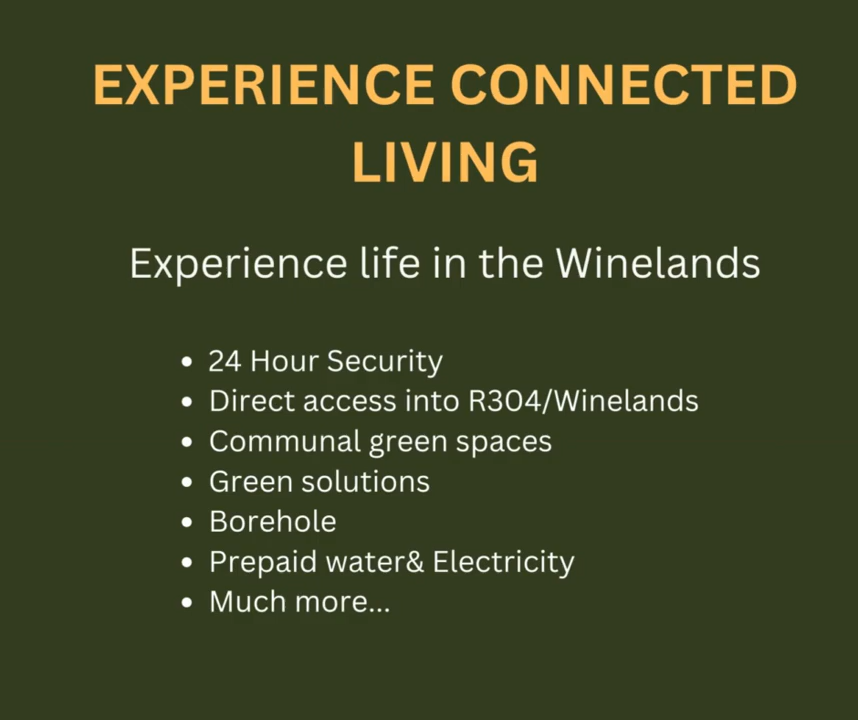 EXPERIENCE CONNECTED
LIVING
Experience life in the Winelands
• 24 Hour Security
• Direct access into R304/Winelands
• Communal green spaces
• Green solutions
• Borehole
• Prepaid water& Electricity
• Much more...